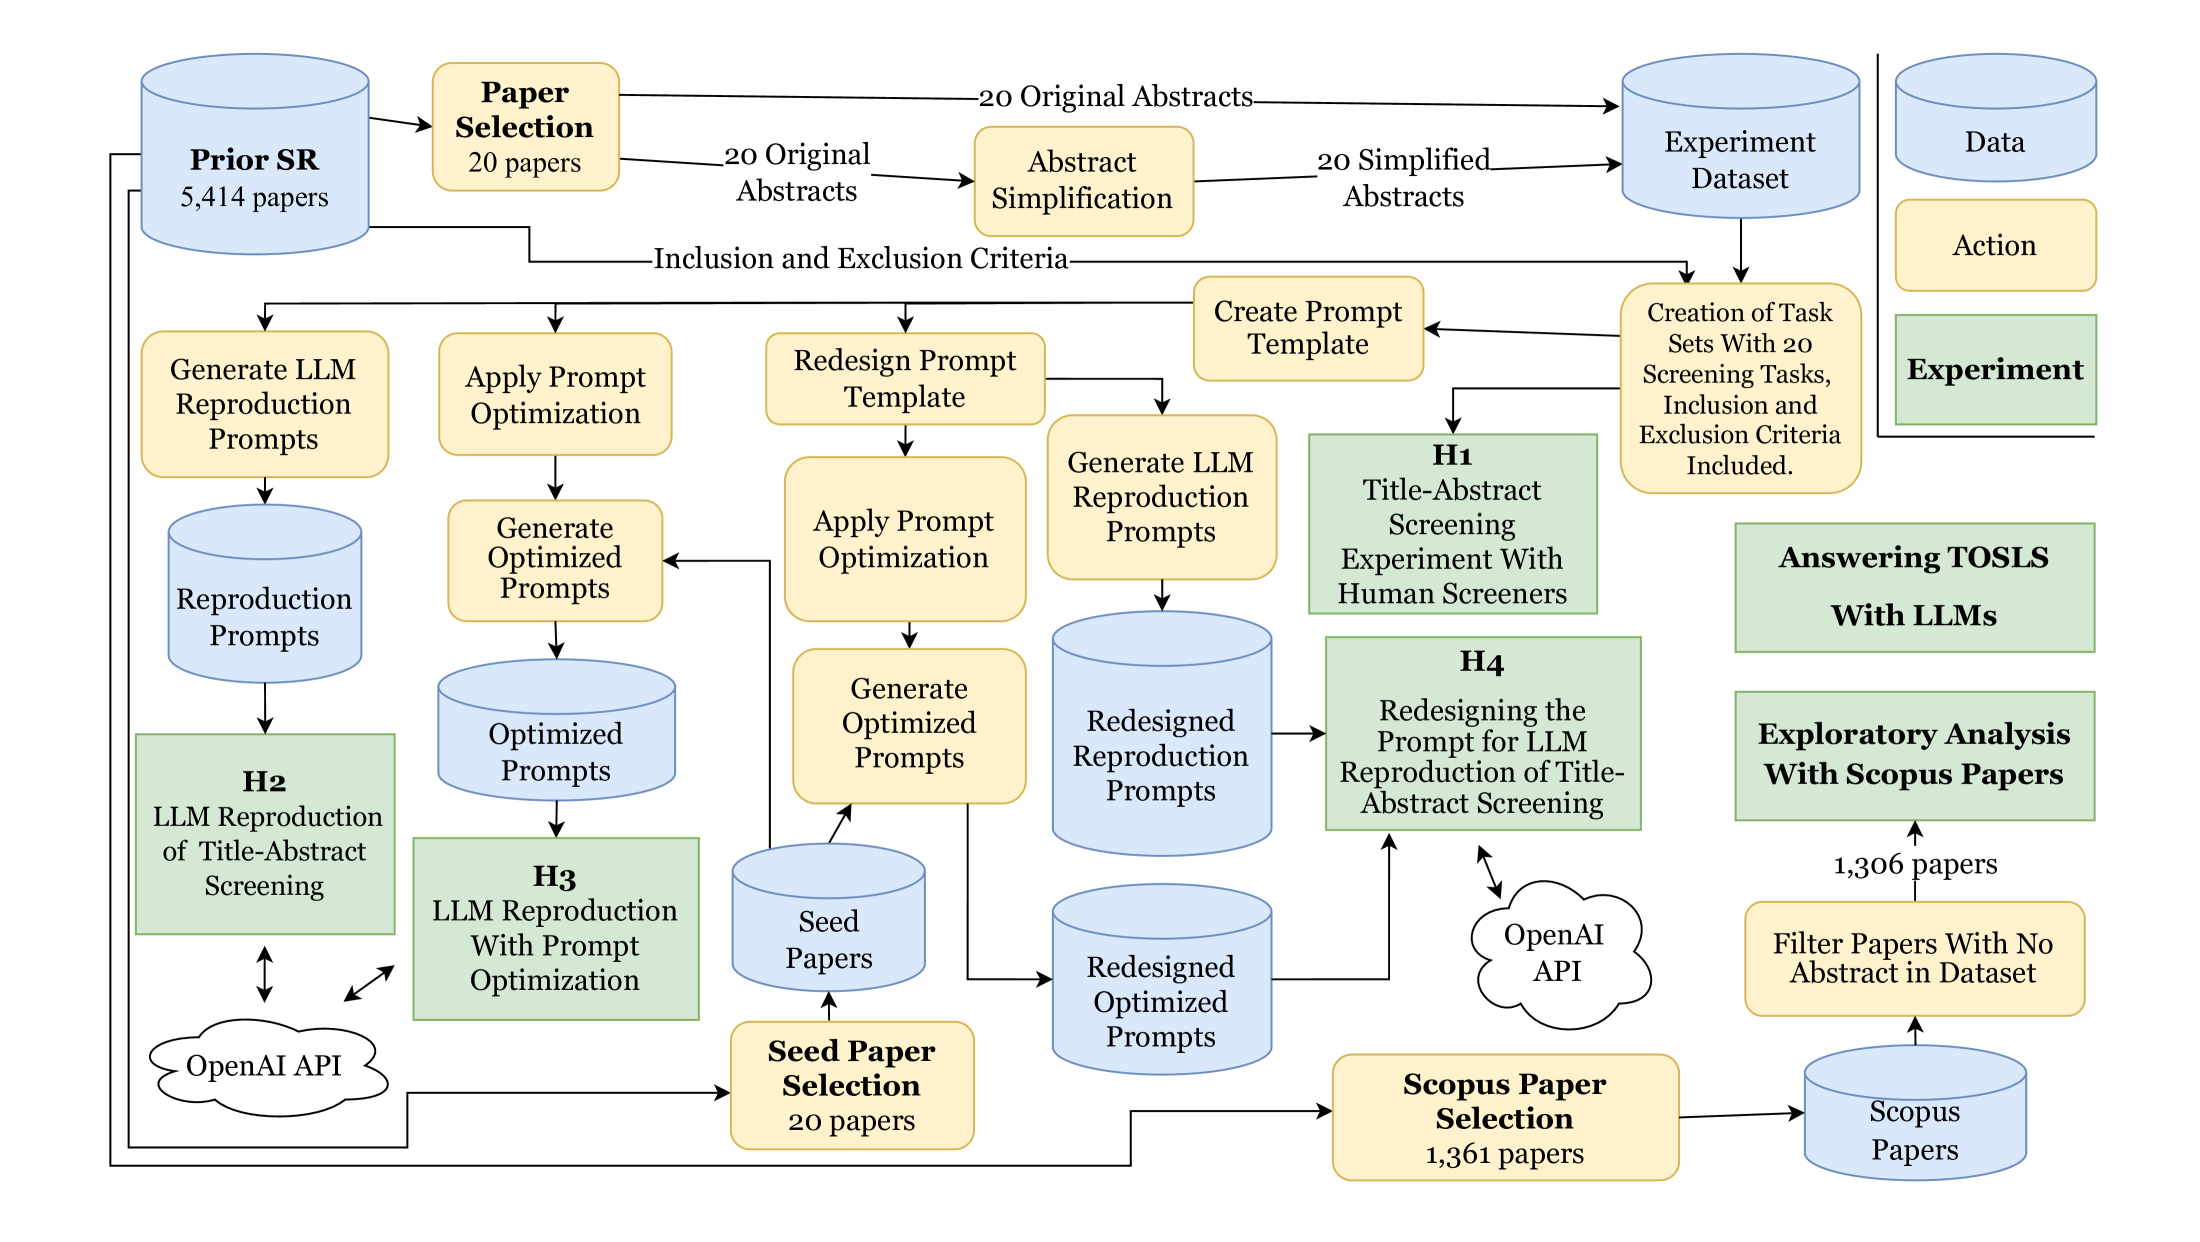 Prior SR
5,414 papers
Paper
Selection
20 papers
20 Original Abstracts
20 Original
Abstracts
Abstract
Simplification
20 Simplified
Abstracts
Experiment
Dataset
Data
Action
Experiment
Inclusion and Exclusion Criteria
Create Prompt
Template
Creation of Task
Sets With 20
Screening Tasks,
Inclusion and
Exclusion Criteria
Included.
Generate LLM
Reproduction
Prompts
Apply Prompt
Optimization
Redesign Prompt
Template
Generate LLM
Reproduction
Prompts
H1
Title-Abstract
Screening
Experiment With
Human Screeners
Generate
Optimized
Prompts
Apply Prompt
Optimization
Reproduction
Prompts
Answering TOSLS
With LLMs
Optimized
Prompts
Generate
Optimized
Prompts
Redesigned
Reproduction
Prompts
H4
Redesigning the
Prompt for LLM
Reproduction of Title-
Abstract Screening
Exploratory Analysis
With Scopus Papers
H2
LLM Reproduction
of Title-Abstract
Screening
H3
LLM Reproduction
With Prompt
Optimization
Seed
Papers
Redesigned
Optimized
Prompts
OpenAI
API
1,306 papers
Filter Papers With No
Abstract in Dataset
OpenAI API
Seed Paper
Selection
20 papers
Scopus Paper
Selection
1,361 papers
Scopus
Papers